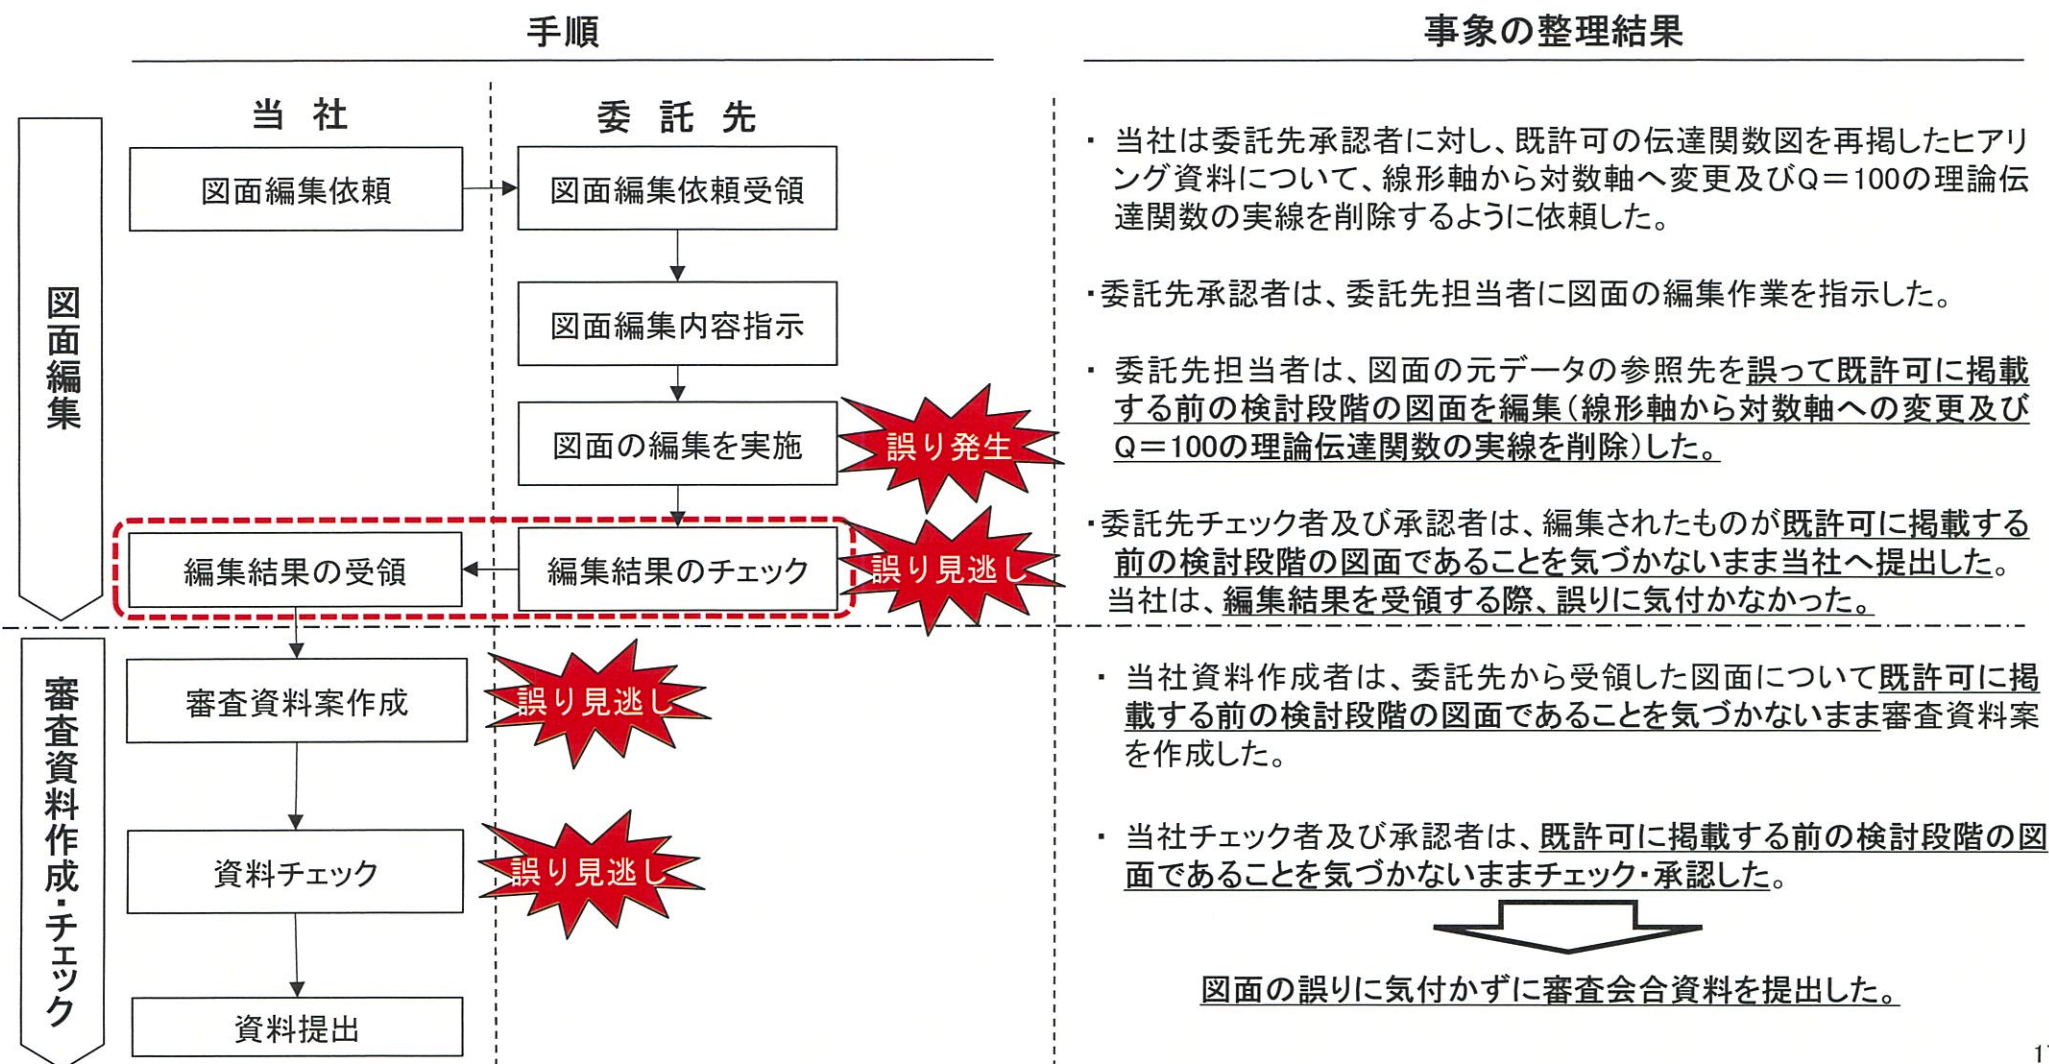 手順
事象の整理結果
当 社
委 託 先
図面編集
図面編集依頼
図面編集依頼受領
図面編集内容指示
図面の編集を実施
誤り発生
編集結果の受領
編集結果のチェック
誤り見逃し
審査資料作成・チェック
審査資料案作成
誤り見逃し
資料チェック
誤り見逃し
資料提出
・ 当社は委託先承認者に対し、既許可の伝達関数図を再掲したヒアリ
ング資料について、線形軸から対数軸へ変更及びQ=100の理論伝
達関数の実線を削除するように依頼した。
・委託先承認者は、委託先担当者に図面の編集作業を指示した。
・ 委託先担当者は、図面の元データの参照先を誤って既許可に掲載
する前の検討段階の図面を編集(線形軸から対数軸への変更及び
Q=100の理論伝達関数の実線を削除)した。
・委託先チェック者及び承認者は、編集されたものが既許可に掲載する
前の検討段階の図面であることを気づかないまま当社へ提出した。
当社は、編集結果を受領する際、誤りに気付かなかった。
・ 当社資料作成者は、委託先から受領した図面について既許可に掲
載する前の検討段階の図面であることを気づかないまま審査資料案
を作成した。
・ 当社チェック者及び承認者は、既許可に掲載する前の検討段階の図
面であることを気づかないままチェック・承認した。
図面の誤りに気付かずに審査会合資料を提出した。